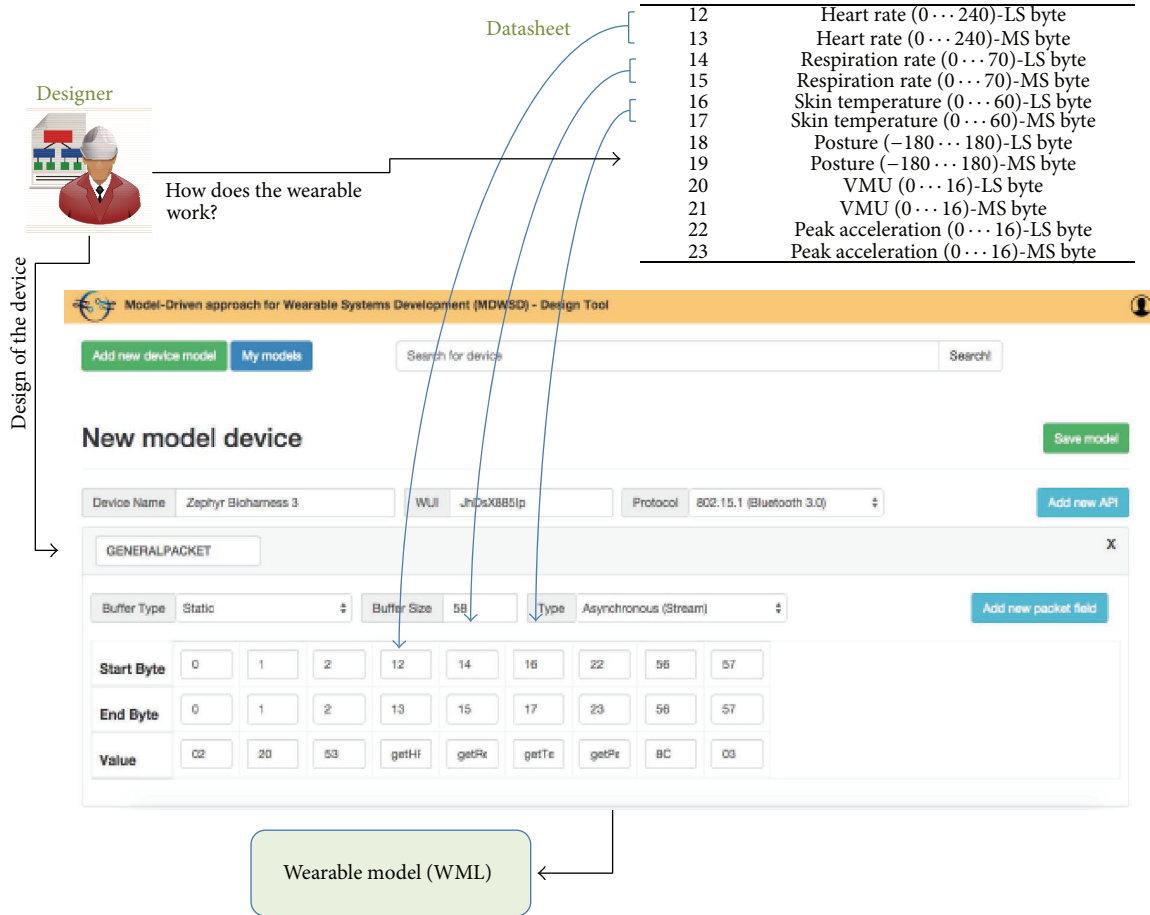 Datasheet
12 Heart rate (0 ··· 240)-LS byte
13 Heart rate (0 ··· 240)-MS byte
14 Respiration rate (0 ··· 70)-LS byte
15 Respiration rate (0 ··· 70)-MS byte
16 Skin temperature (0 ··· 60)-LS byte
17 Skin temperature (0 ··· 60)-MS byte
18 Posture (−180 ··· 180)-LS byte
19 Posture (−180 ··· 180)-MS byte
20 VMU (0 ··· 16)-LS byte
21 VMU (0 ··· 16)-MS byte
22 Peak acceleration (0 ··· 16)-LS byte
23 Peak acceleration (0 ··· 16)-MS byte
Designer
How does the wearable
work?
Design of the device
Model-Driven approach for Wearable Systems Development (MDWSD) - Design Tool
Add new device model My models Search for device Search!
New model device Save model
Device Name Zephyr Bioharness 3 WUI Protocol 802.15.1 (Bluetooth 3.0) Add new API
GENERALPACKET X
Buffer Type Static Buffer Size 58 Type Asynchronous (Stream) Add new packet field
Start Byte 0 1 2 12 14 16 22 56 57
End Byte 0 1 2 13 15 17 23 56 57
Value 02 20 53 getHF getRe getTe getPe 03
Wearable model (WML)